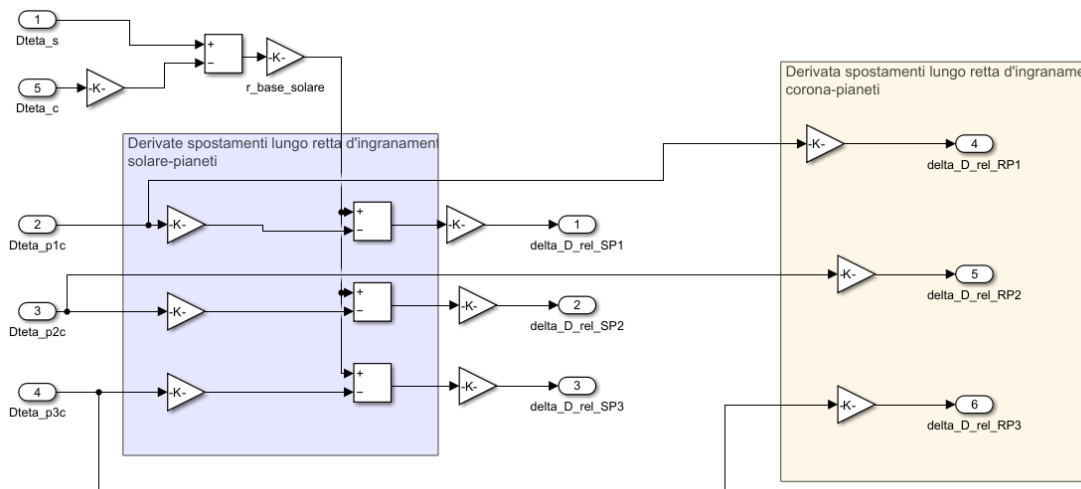 1
Dteta_s
5
Dteta_c
-K-
+
−
-K-
r_base_solare
Derivate spostamenti lungo retta d'ingranament
solare-pianeti
2
Dteta_p1c
-K-
+
−
-K-
1
delta_D_rel_SP1
3
Dteta_p2c
-K-
+
−
-K-
2
delta_D_rel_SP2
4
Dteta_p3c
-K-
+
−
-K-
3
delta_D_rel_SP3
Derivata spostamenti lungo retta d'ingraname
corona-pianeti
-K-
4
delta_D_rel_RP1
-K-
5
delta_D_rel_RP2
-K-
6
delta_D_rel_RP3